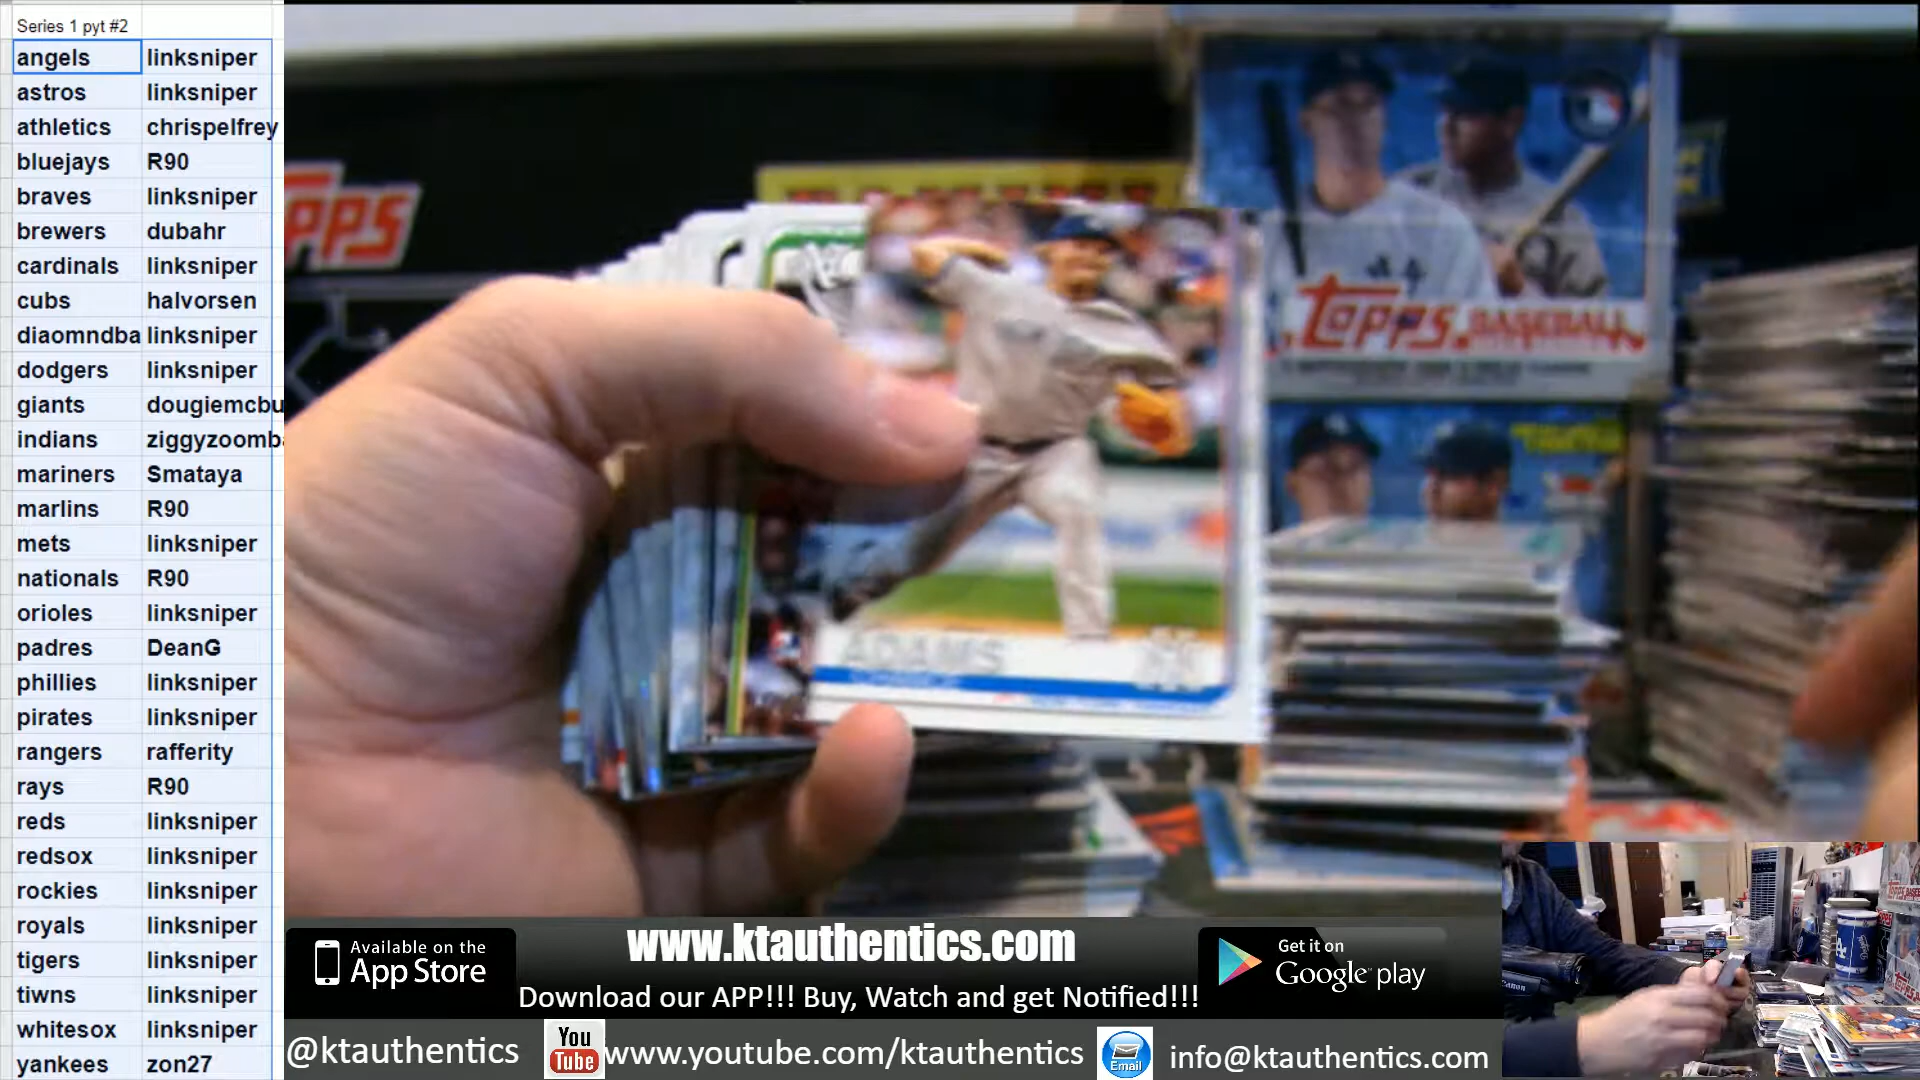 Series 1 pyt #2
angels linksniper
astros linksniper
athletics chrispelfrey
bluejays R90
braves linksniper
brewers dubahr
cardinals linksniper
cubs halvorsen
diaomndba linksniper
dodgers linksniper
giants dougiemcbu
indians ziggyzoomba
mariners Smataya
marlins R90
mets linksniper
nationals R90
orioles linksniper
padres DeanG
phillies linksniper
pirates linksniper
rangers rafferity
rays R90
reds linksniper
redsox linksniper
rockies linksniper
royals linksniper
tigers linksniper
tiwns linksniper
whitesox linksniper
yankees zon27
PPS
TOPPS BASEBALL
ADAMS
Available on the
App Store
www.ktauthentics.com
Get it on
Google play
Download our APP!!! Buy, Watch and get Notified!!!
@ktauthentics
You
Tube
www.youtube.com/ktauthentics
Email
info@ktauthentics.com
Canon
LA